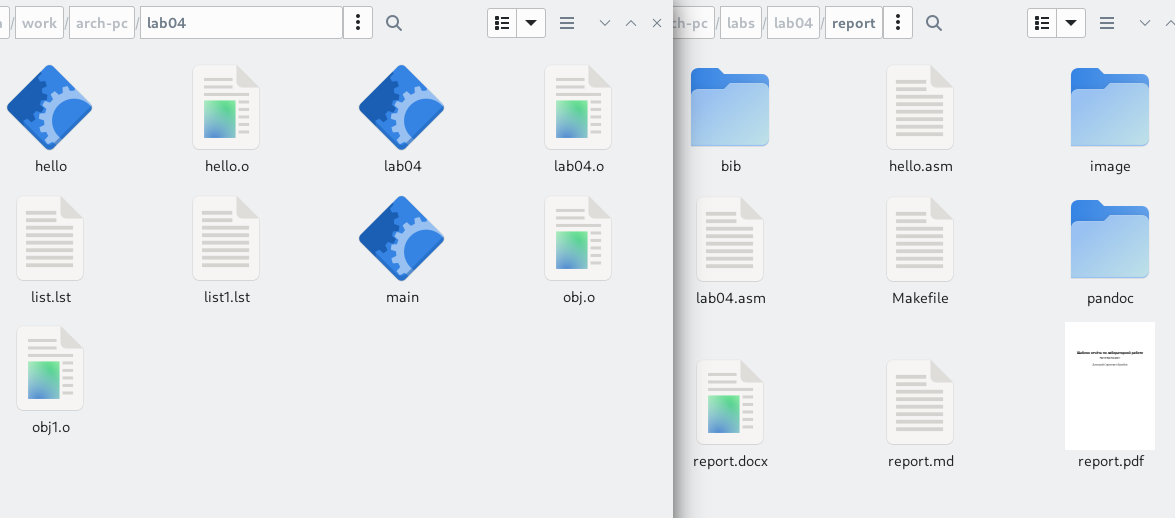 work / arch-pc / lab04
hello
hello.o
lab04
lab04.o
list.lst
list1.lst
main
obj.o
obj1.o
ch-pc / labs / lab04 / report
bib
hello.asm
image
lab04.asm
Makefile
pandoc
report.docx
report.md
report.pdf